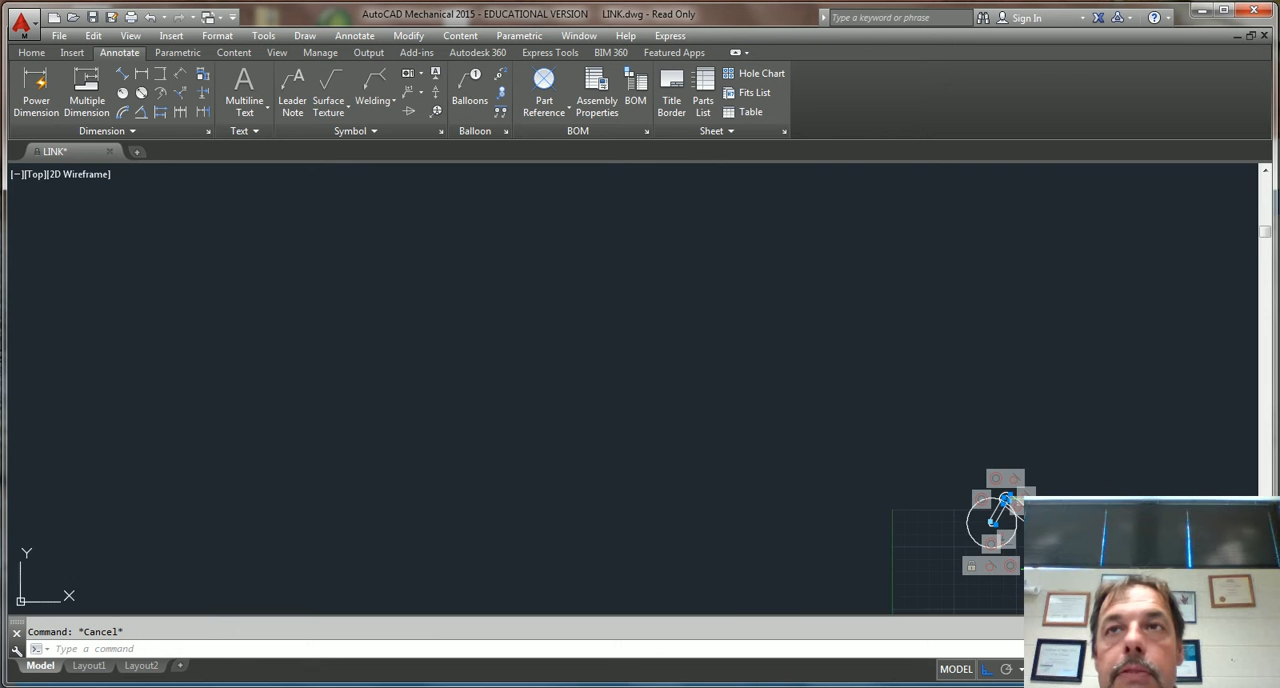 AutoCAD Mechanical 2015 - EDUCATIONAL VERSION LINK.dwg - Read Only
Type a keyword or phrase
Sign In
M
File Edit View Insert Format Tools Draw Annotate Modify Content Parametric Window Help Express
Home Insert Annotate Parametric Content View Manage Output Add-ins Autodesk 360 Express Tools BIM 360 Featured Apps
Power Dimension
Multiple Dimension
Multiline Text
Leader Note
Surface Texture
Welding
Balloons
Part Reference
Assembly Properties
BOM
Title Border
Parts List
Hole Chart
Fits List
Table
Dimension
Text
Symbol
Balloon
BOM
Sheet
LINK*
[−][Top][2D Wireframe]
Y
X
Command: *Cancel*
Type a command
Model Layout1 Layout2
MODEL